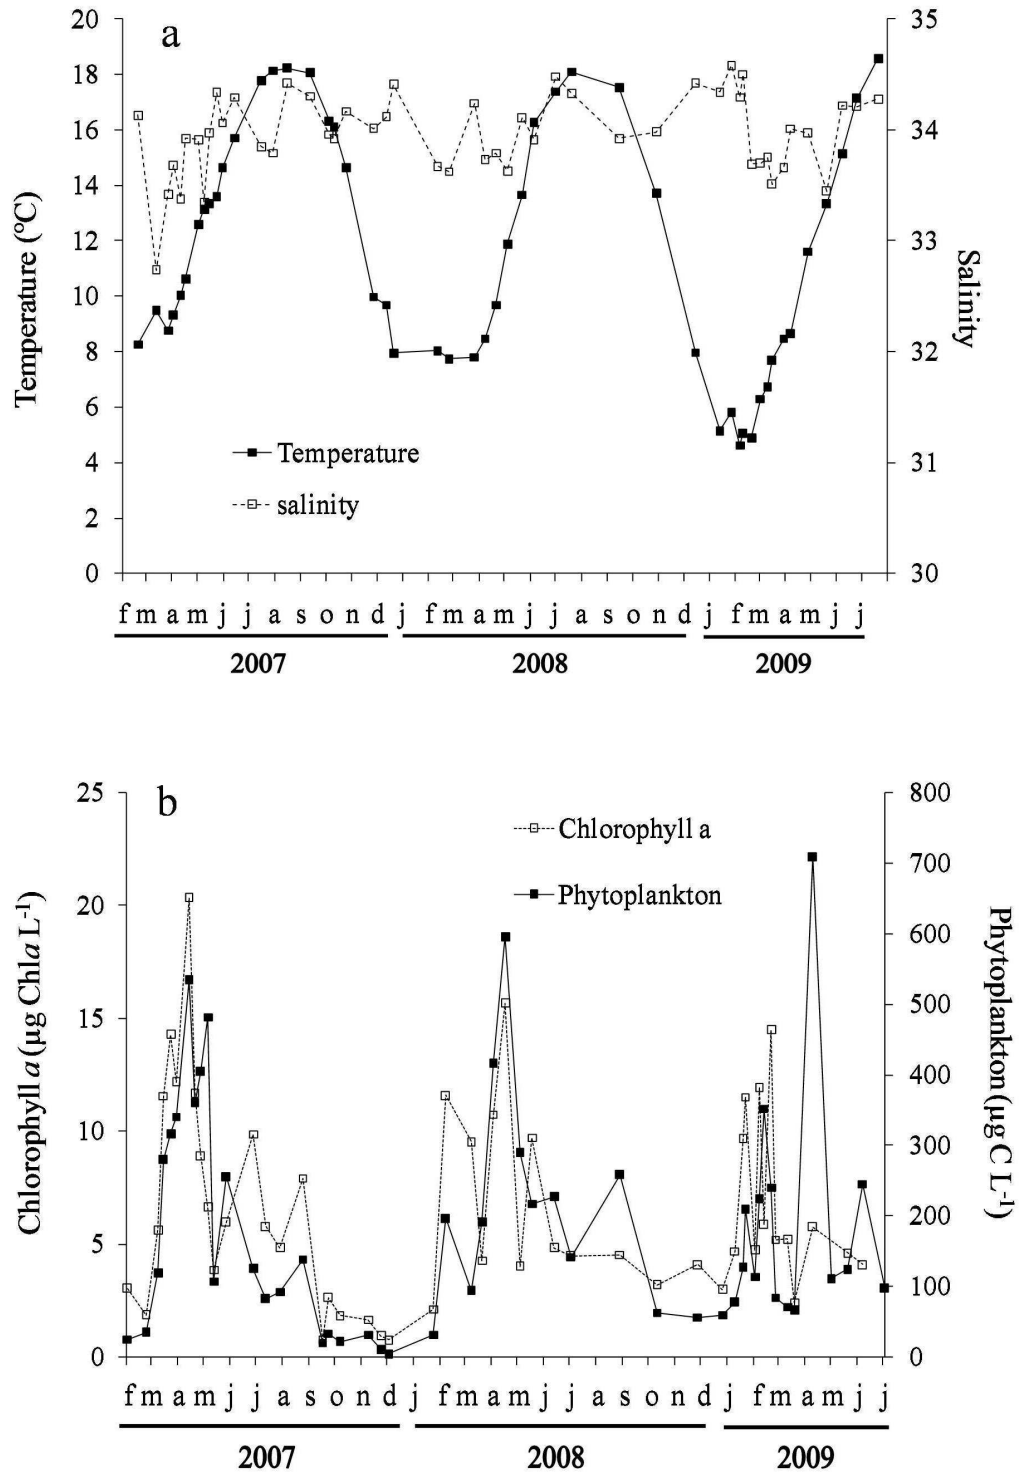 a
20
18
16
14
12
10
8
6
4
2
0
Temperature (ºC)
35
34
33
32
31
30
Salinity
Temperature
salinity
f m a m j j a s o n d j f m a m j j a s o n d j f m a m j j
2007 2008 2009
b
25
20
15
10
5
0
Chlorophyll a (µg Chla L-1)
800
700
600
500
400
300
200
100
0
Phytoplankton (µg C L-1)
Chlorophyll a
Phytoplankton
f m a m j j a s o n d j f m a m j j a s o n d j f m a m j j
2007 2008 2009